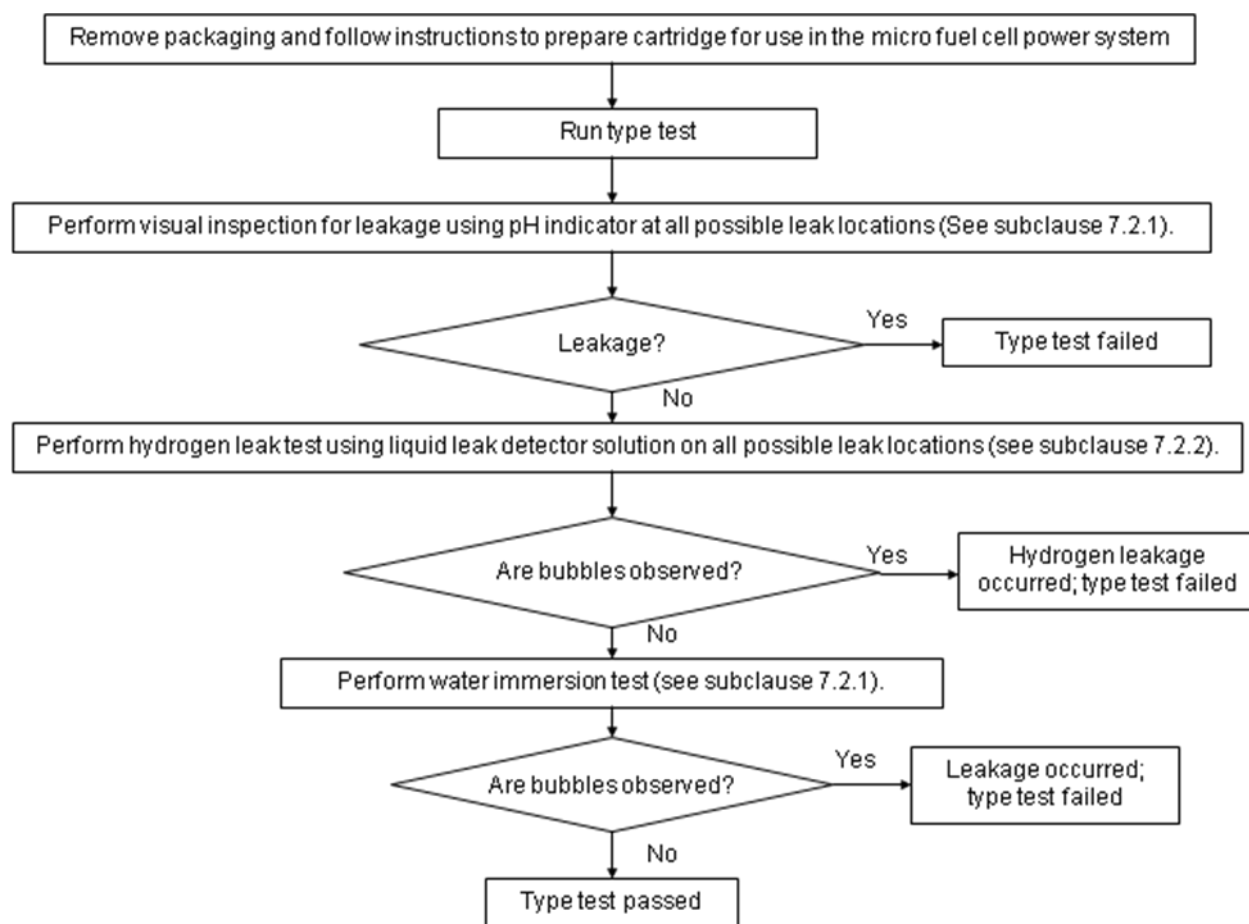 Remove packaging and follow instructions to prepare cartridge for use in the micro fuel cell power system
Run type test
Perform visual inspection for leakage using pH indicator at all possible leak locations (See subclause 7.2.1).
Leakage?
Yes
Type test failed
No
Perform hydrogen leak test using liquid leak detector solution on all possible leak locations (see subclause 7.2.2).
Are bubbles observed?
Yes
Hydrogen leakage
occurred; type test failed
No
Perform water immersion test (see subclause 7.2.1).
Are bubbles observed?
Yes
Leakage occurred;
type test failed
No
Type test passed